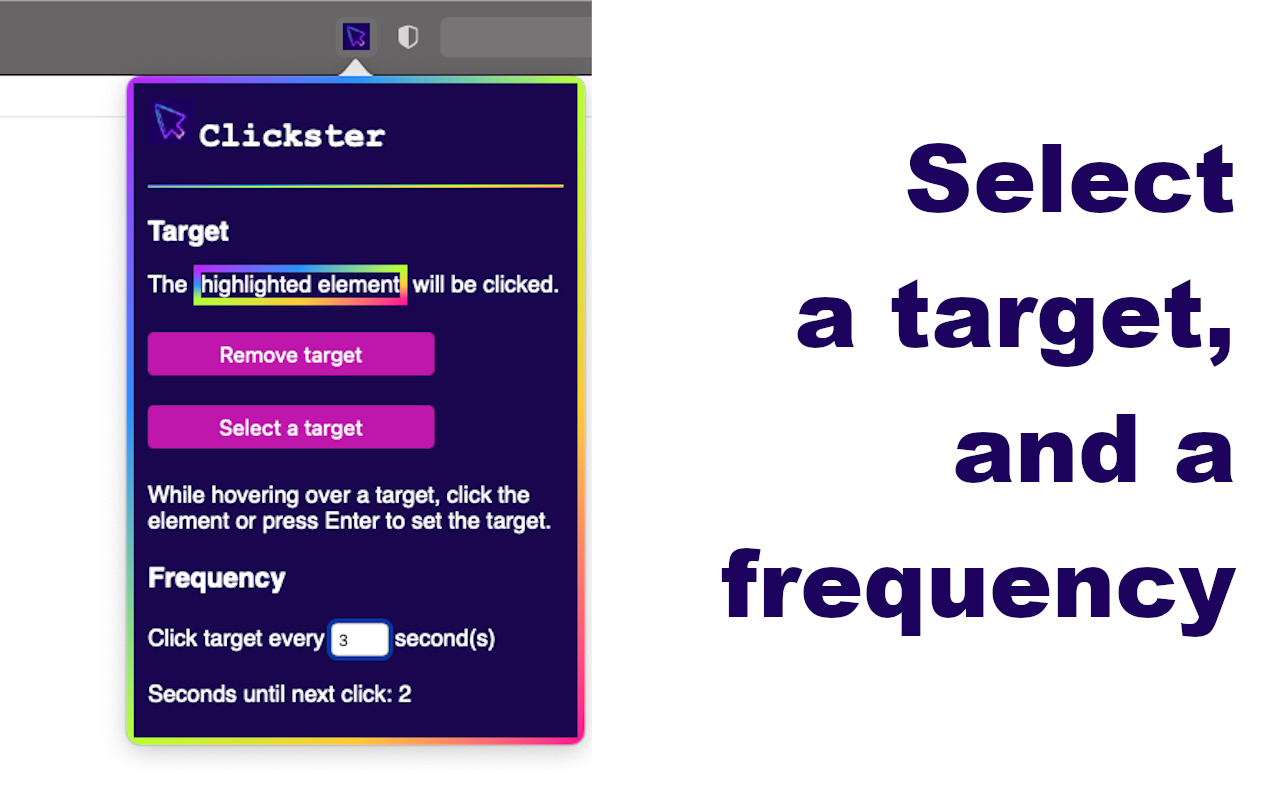 Clickster
Target
The highlighted element will be clicked.
Remove target
Select a target
While hovering over a target, click the
element or press Enter to set the target.
Frequency
Click target every 3 second(s)
Seconds until next click: 2
Select
a target,
and a
frequency